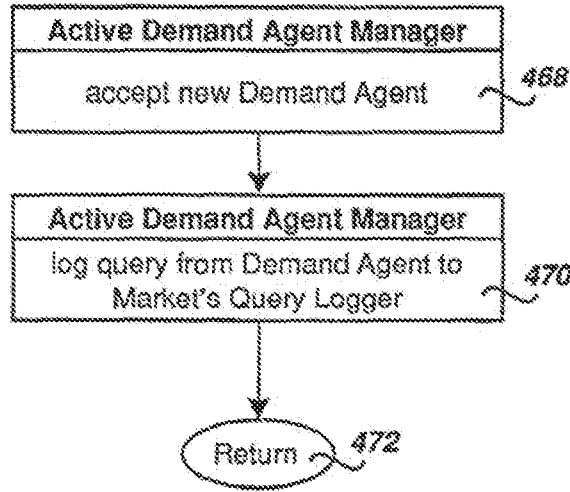 Active Demand Agent Manager
accept new Demand Agent
468
Active Demand Agent Manager
log query from Demand Agent to
Market's Query Logger
470
Return
472